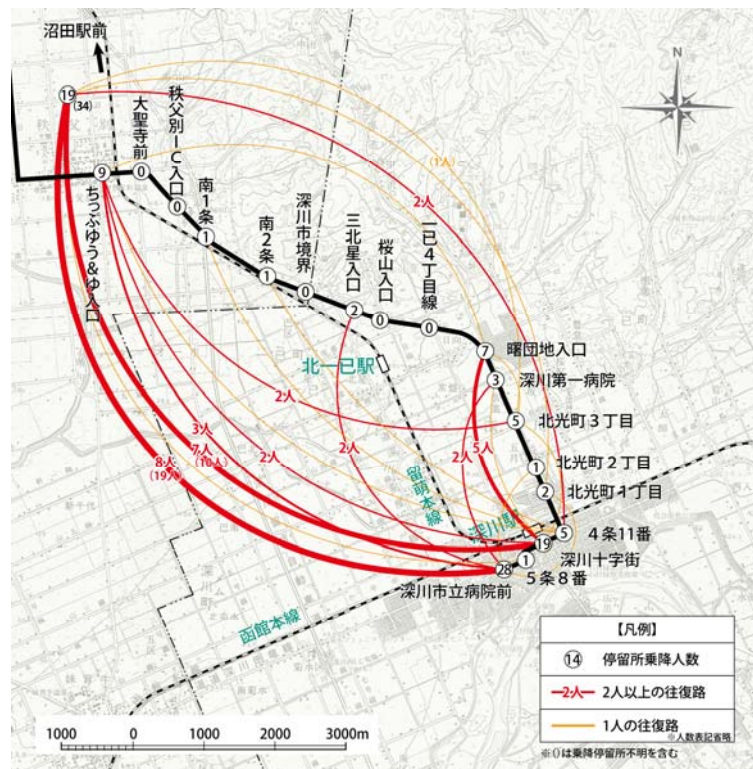 沼田駅前
N
19
(34)
大聖寺前
秩父別IC入口
南1条
南2条
深川市境界
三北星入口
桜山入口
一已4丁目線
ちっぷゆう&ゆ入口
9
0
0
1
1
0
2
0
0
7
曙団地入口
3
深川第一病院
5
北光町3丁目
1
北光町2丁目
2
北光町1丁目
5
4条11番
19
深川十字街
1
5条8番
28
深川市立病院前
北一已駅
留萌本線
深川駅
函館本線
(1人)
2人
2人
3人
7人
(10人)
8人
(19人)
2人
2人
2人
5人
【凡例】
14 停留所乗降人数
2人 2人以上の往復路
1人の往復路
※人数表記省略
※()は乗降停留所不明を含む
1000 0 1000 2000 3000m